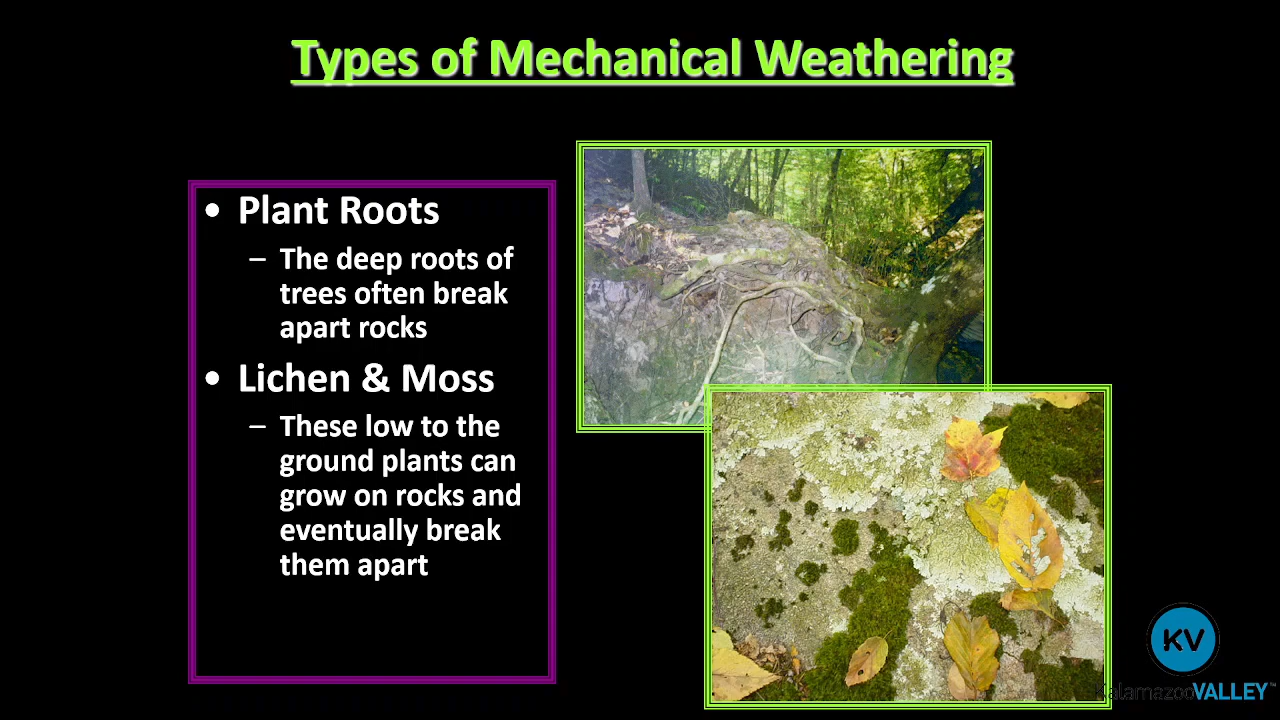 Types of Mechanical Weathering
• Plant Roots
– The deep roots of
trees often break
apart rocks
• Lichen & Moss
– These low to the
ground plants can
grow on rocks and
eventually break
them apart
KV
KalamazooVALLEY™